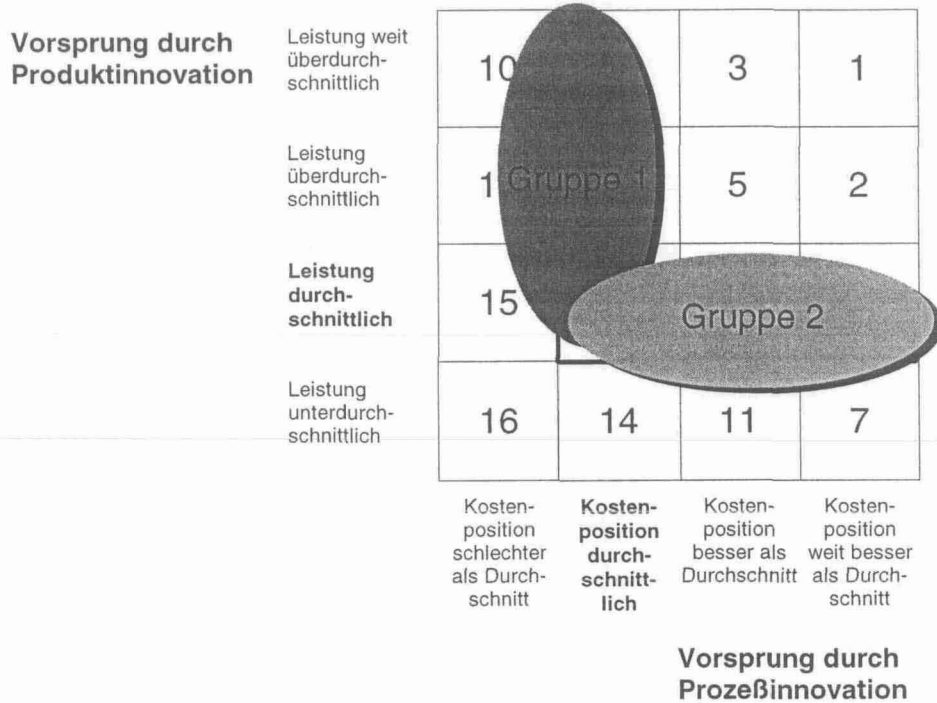 Vorsprung durch
Produktinnovation
Leistung weit
überdurch-
schnittlich
10
3
1
Leistung
überdurch-
schnittlich
1
Gruppe 1
5
2
Leistung
durch-
schnittlich
15
Gruppe 2
Leistung
unterdurch-
schnittlich
16
14
11
7
Kosten-
position
schlechter
als Durch-
schnitt
Kosten-
position
durch-
schnitt-
lich
Kosten-
position
besser als
Durchschnitt
Kosten-
position
weit besser
als Durch-
schnitt
Vorsprung durch
Prozeßinnovation